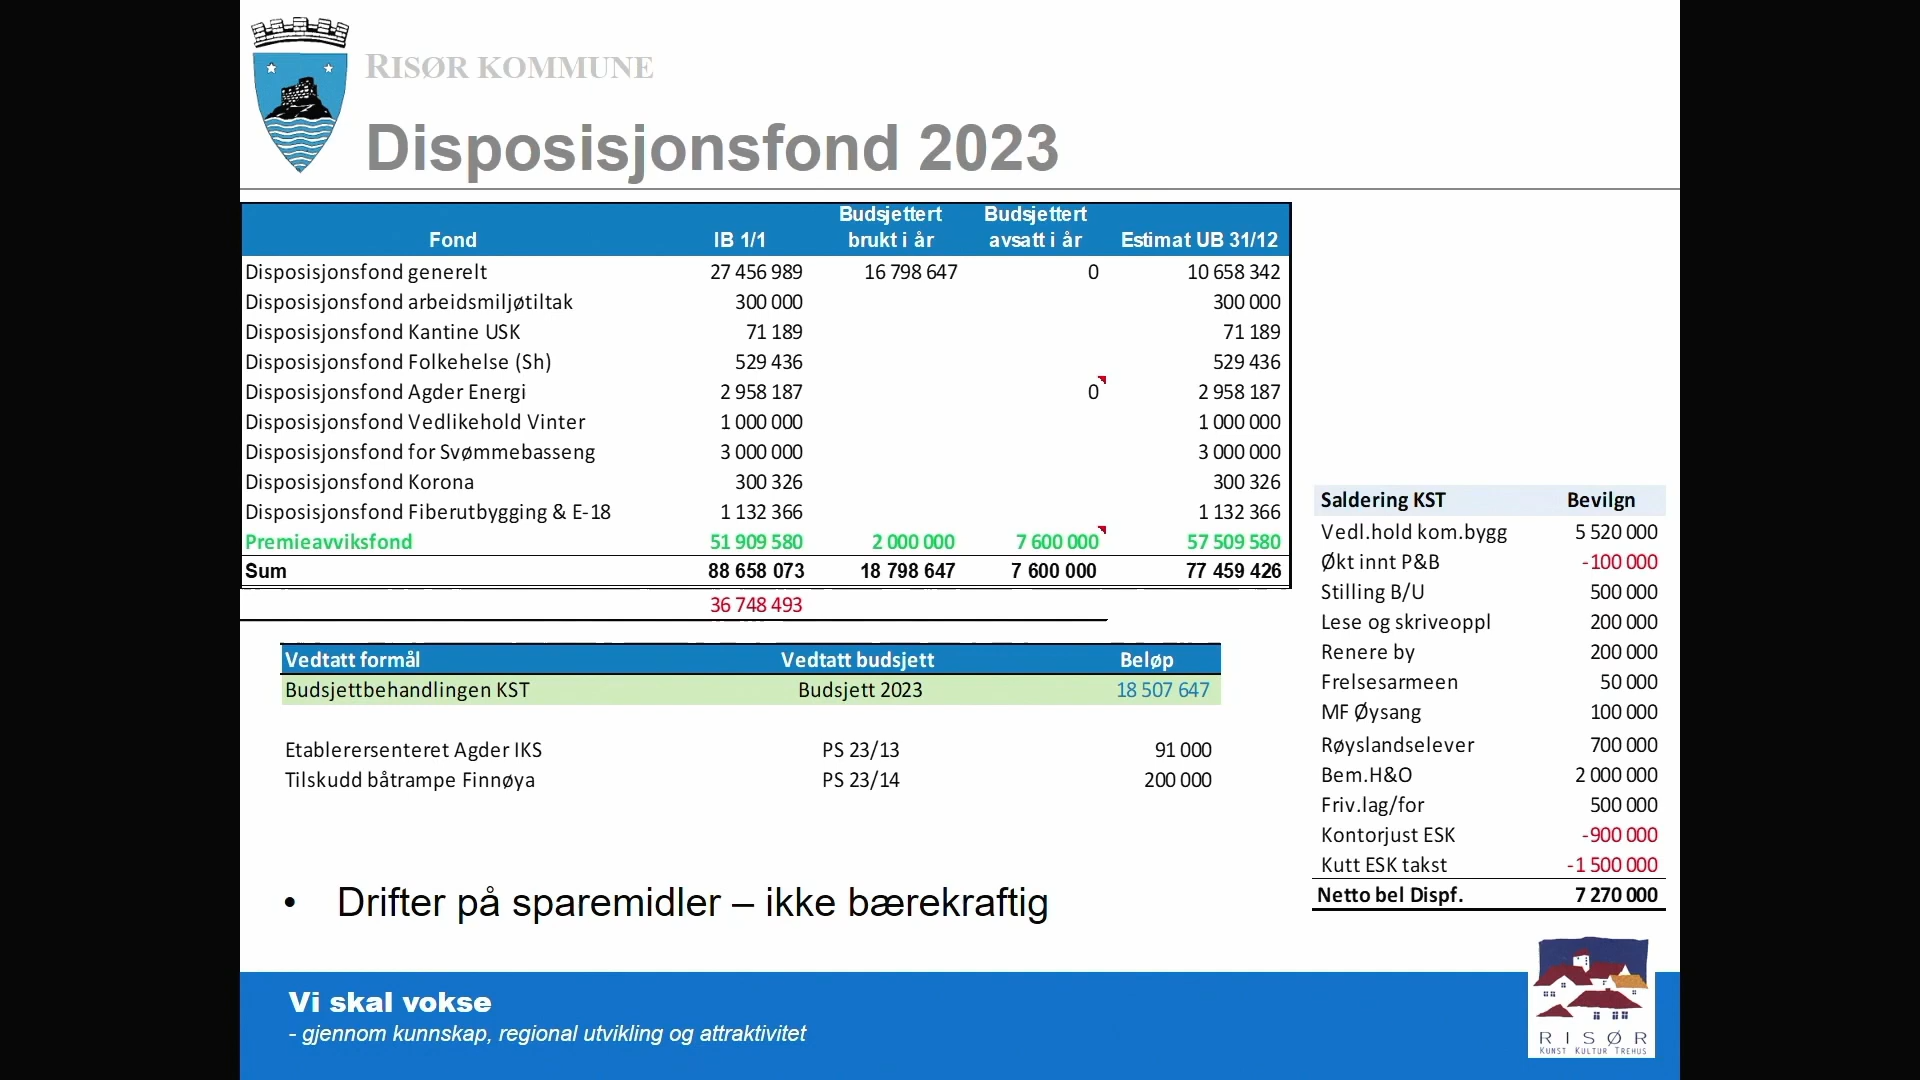 RISØR KOMMUNE
Disposisjonsfond 2023
Fond IB 1/1 Budsjettert brukt i år Budsjettert avsatt i år Estimat UB 31/12
Disposisjonsfond generelt 27 456 989 16 798 647 0 10 658 342
Disposisjonsfond arbeidsmiljøtiltak 300 000 300 000
Disposisjonsfond Kantine USK 71 189 71 189
Disposisjonsfond Folkehelse (Sh) 529 436 529 436
Disposisjonsfond Agder Energi 2 958 187 0 2 958 187
Disposisjonsfond Vedlikehold Vinter 1 000 000 1 000 000
Disposisjonsfond for Svømmebasseng 3 000 000 3 000 000
Disposisjonsfond Korona 300 326 300 326
Disposisjonsfond Fiberutbygging & E-18 1 132 366 1 132 366
Premieavviksfond 51 909 580 2 000 000 7 600 000 57 509 580
Sum 88 658 073 18 798 647 7 600 000 77 459 426
36 748 493
Vedtatt formål Vedtatt budsjett Beløp
Budsjettbehandlingen KST Budsjett 2023 18 507 647
Etablerersenteret Agder IKS PS 23/13 91 000
Tilskudd båtrampe Finnøya PS 23/14 200 000
Saldering KST Bevilgn
Vedl.hold kom.bygg 5 520 000
Økt innt P&B -100 000
Stilling B/U 500 000
Lese og skriveoppl 200 000
Renere by 200 000
Frelsesarmeen 50 000
MF Øysang 100 000
Røyslandselever 700 000
Bem.H&O 2 000 000
Friv.lag/for 500 000
Kontorjust ESK -900 000
Kutt ESK takst -1 500 000
Netto bel Dispf. 7 270 000
• Drifter på sparemidler – ikke bærekraftig
Vi skal vokse
- gjennom kunnskap, regional utvikling og attraktivitet
RISØR
KUNST KULTUR TREHUS